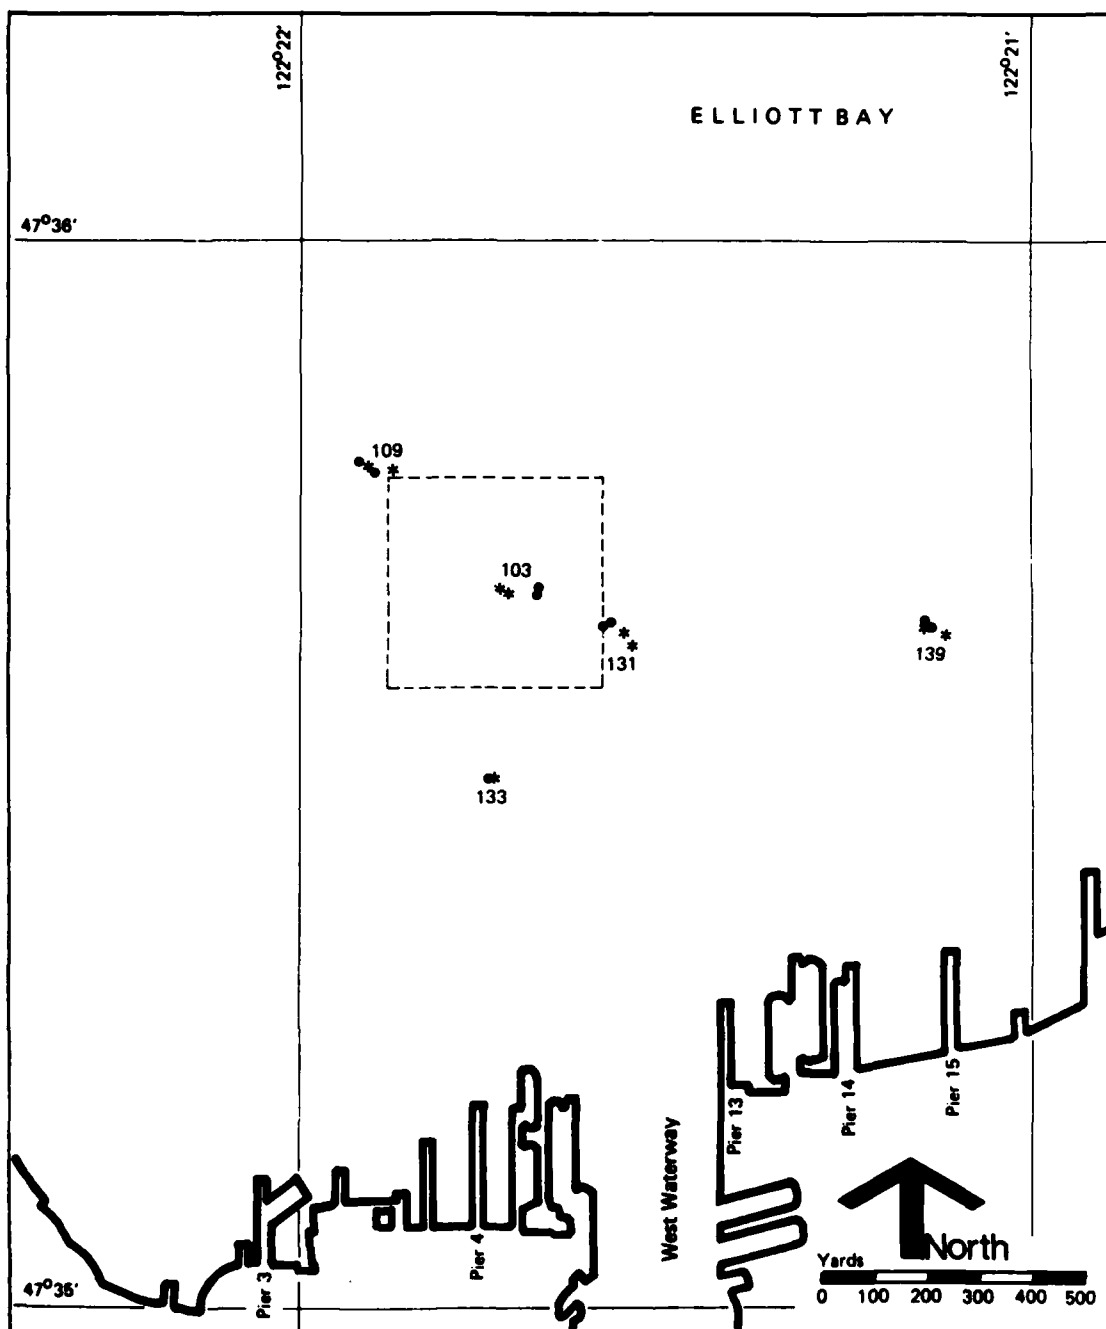 122°22'
122°21'
ELLIOTT BAY
47°36'
109
103
131
139
133
Pier 3
Pier 4
West Waterway
Pier 13
Pier 14
Pier 15
North
Yards
0 100 200 300 400 500
47°35'